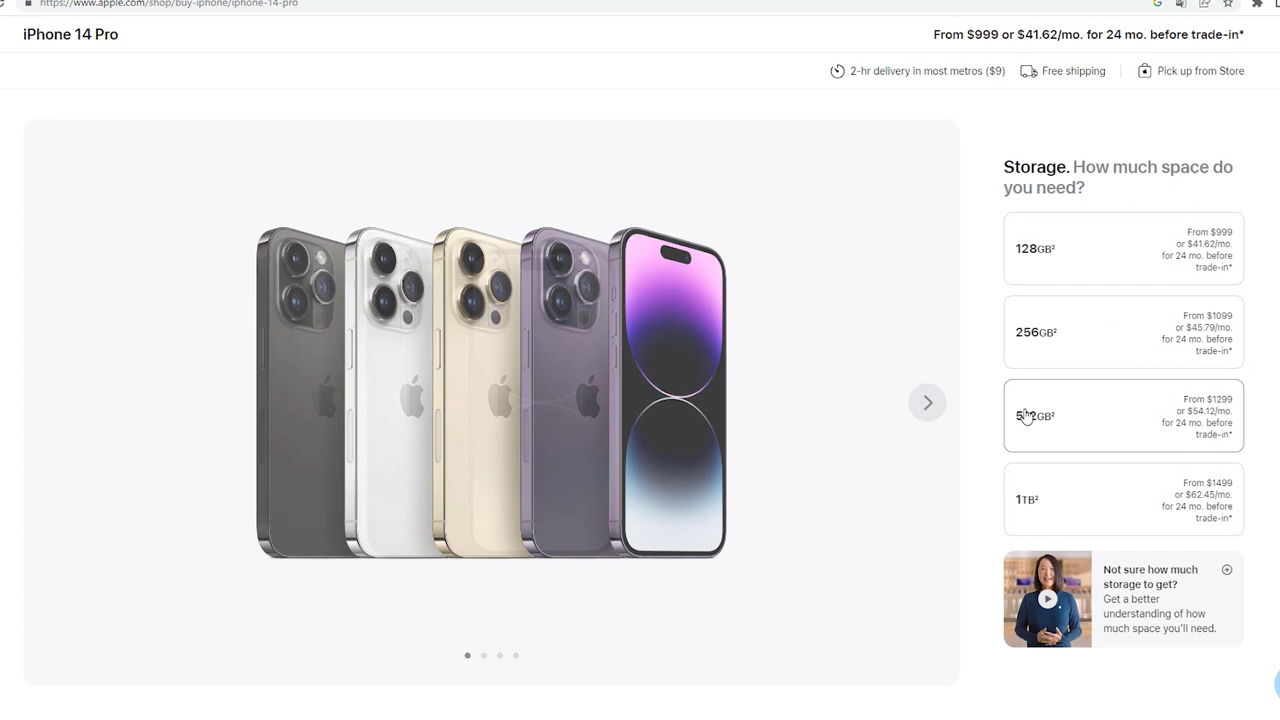 https://www.apple.com/shop/buy-iphone/iphone-14-pro
iPhone 14 Pro
From $999 or $41.62/mo. for 24 mo. before trade-in*
2-hr delivery in most metros ($9)
Free shipping
Pick up from Store
Storage. How much space do
you need?
128GB²
From $999
or $41.62/mo.
for 24 mo. before
trade-in*
256GB²
From $1099
or $45.79/mo.
for 24 mo. before
trade-in*
512GB²
From $1299
or $54.12/mo.
for 24 mo. before
trade-in*
1TB²
From $1499
or $62.45/mo.
for 24 mo. before
trade-in*
Not sure how much
storage to get?
Get a better
understanding of how
much space you'll need.